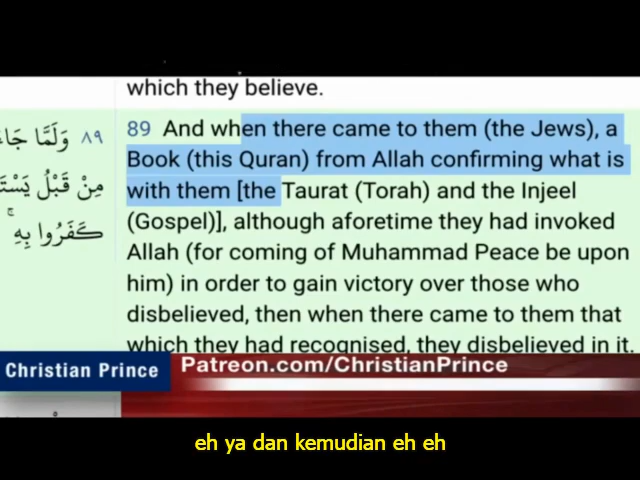 which they believe.
وَلَمَّا جَا ٨٩
مِنْ قَبْلُ يَسْتَ
كَفَرُوا بِهِ ۚ
89 And when there came to them (the Jews), a
Book (this Quran) from Allah confirming what is
with them [the Taurat (Torah) and the Injeel
(Gospel)], although aforetime they had invoked
Allah (for coming of Muhammad Peace be upon
him) in order to gain victory over those who
disbelieved, then when there came to them that
which they had recognised, they disbelieved in it.
Christian Prince
Patreon.com/ChristianPrince
eh ya dan kemudian eh eh